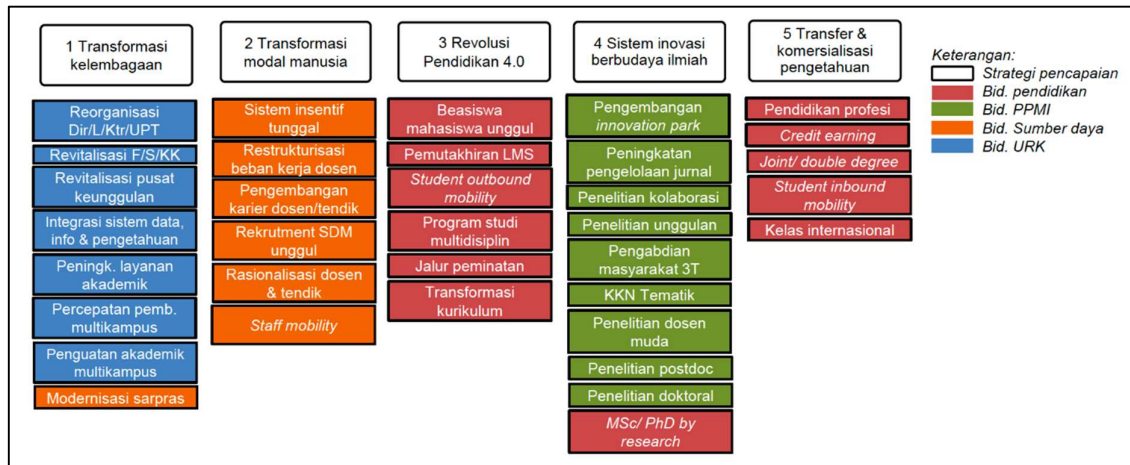 1 Transformasi
kelembagaan
Reorganisasi
Dir/L/Ktr/UPT
Revitalisasi F/S/KK
Revitalisasi pusat
keunggulan
Integrasi sistem data,
info & pengetahuan
Peningk. layanan
akademik
Percepatan pemb.
multikampus
Penguatan akademik
multikampus
Modernisasi sarpras
2 Transformasi
modal manusia
Sistem insentif
tunggal
Restrukturisasi
beban kerja dosen
Pengembangan
karier dosen/tendik
Rekrutment SDM
unggul
Rasionalisasi dosen
& tendik
Staff mobility
3 Revolusi
Pendidikan 4.0
Beasiswa
mahasiswa unggul
Pemutakhiran LMS
Student outbound
mobility
Program studi
multidisiplin
Jalur peminatan
Transformasi
kurikulum
4 Sistem inovasi
berbudaya ilmiah
Pengembangan
innovation park
Peningkatan
pengelolaan jurnal
Penelitian kolaborasi
Penelitian unggulan
Pengabdian
masyarakat 3T
KKN Tematik
Penelitian dosen
muda
Penelitian postdoc
Penelitian doktoral
MSc/ PhD by
research
5 Transfer &
komersialisasi
pengetahuan
Pendidikan profesi
Credit earning
Joint/ double degree
Student inbound
mobility
Kelas internasional
Keterangan:
Strategi pencapaian
Bid. pendidikan
Bid. PPMI
Bid. Sumber daya
Bid. URK